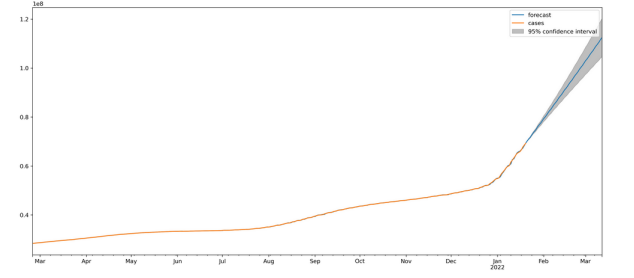 1e8
forecast
cases
95% confidence interval
1.2
1.0
0.8
0.6
0.4
Mar Apr May Jun Jul Aug Sep Oct Nov Dec Jan Feb Mar
2022